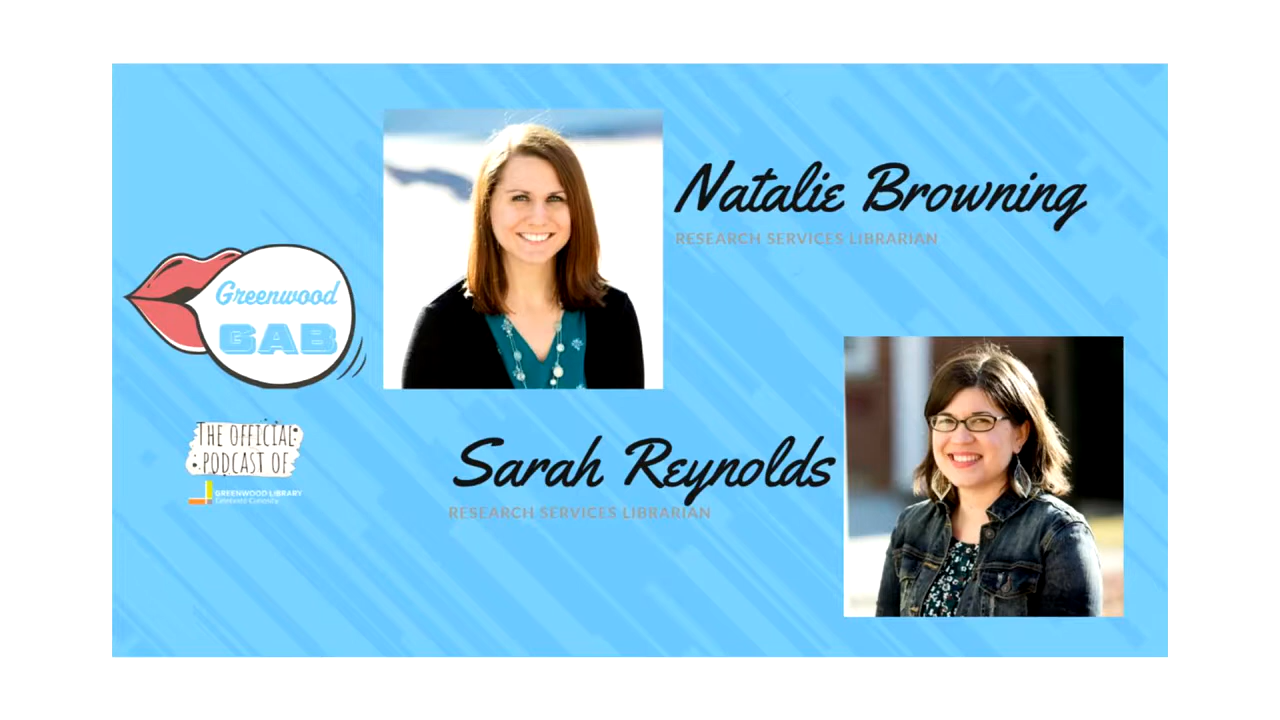 Natalie Browning
RESEARCH SERVICES LIBRARIAN
Greenwood
GAB
THE OFFICIAL
PODCAST OF
GREENWOOD LIBRARY
Sarah Reynolds
RESEARCH SERVICES LIBRARIAN